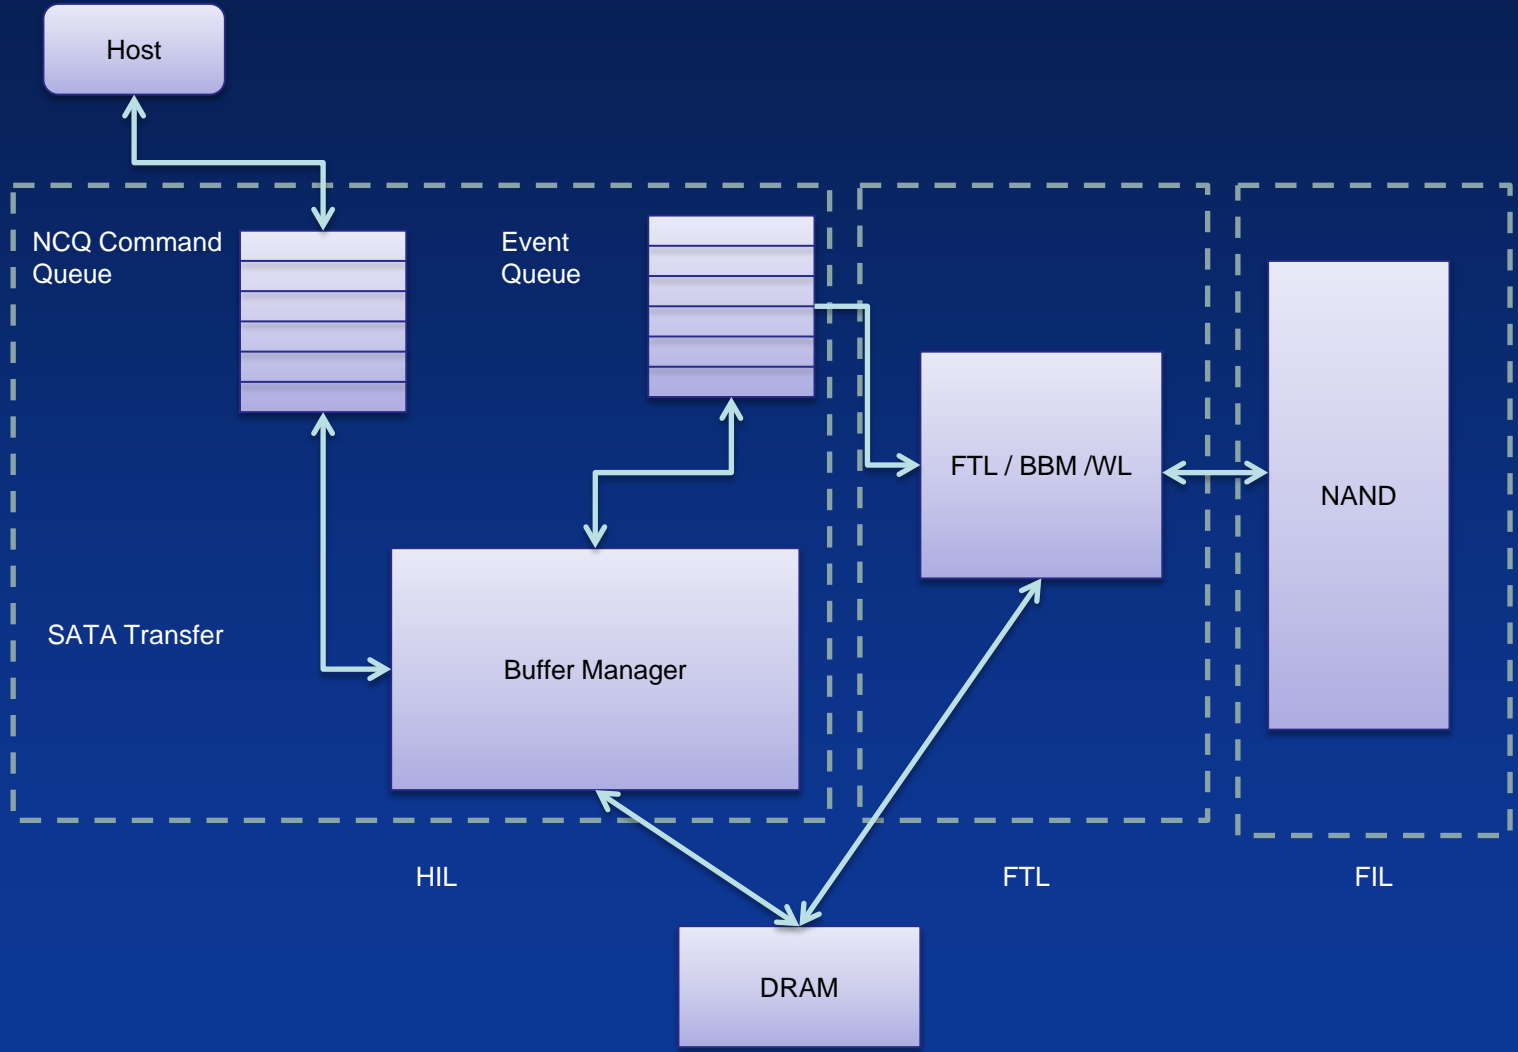 Host
NCQ Command
Queue
Event
Queue
FTL / BBM /WL
NAND
SATA Transfer
Buffer Manager
HIL
FTL
FIL
DRAM